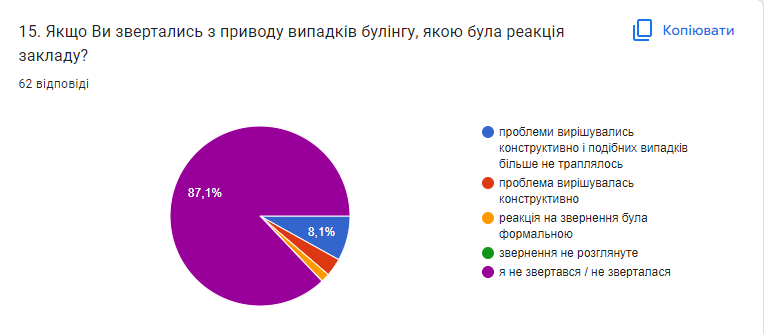 15. Якщо Ви звертались з приводу випадків булінгу, якою була реакція
закладу?
Копіювати
62 відповіді
87,1%
8,1%
проблеми вирішувались
конструктивно і подібних випадків
більше не траплялось
проблема вирішувалась
конструктивно
реакція на звернення була
формальною
звернення не розглянуте
я не звертався / не зверталася